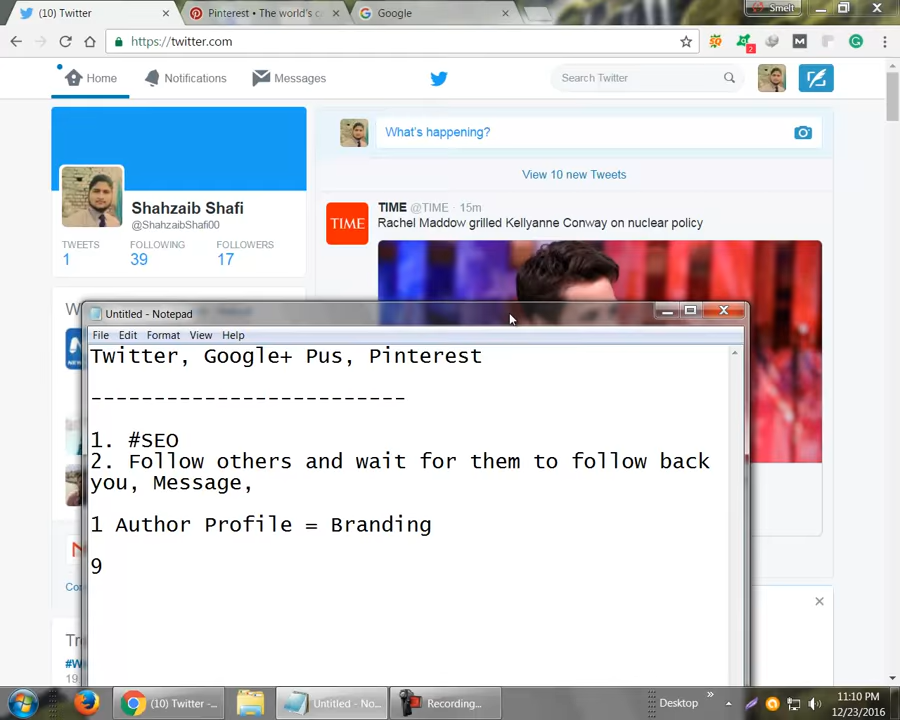 (10) Twitter
Pinterest • The world's c
Google
Smelt
https://twitter.com
2
Home
Notifications
Messages
Search Twitter
What's happening?
View 10 new Tweets
Shahzaib Shafi
@ShahzaibShafi00
TWEETS
FOLLOWING
FOLLOWERS
1
39
17
TIME
TIME @TIME · 15m
Rachel Maddow grilled Kellyanne Conway on nuclear policy
Untitled - Notepad
File Edit Format View Help
Twitter, Google+ Pus, Pinterest
-------------------------
1. #SEO
2. Follow others and wait for them to follow back
you, Message,
1 Author Profile = Branding
9
(10) Twitter -...
Untitled - No...
Recording...
Desktop
11:10 PM
12/23/2016